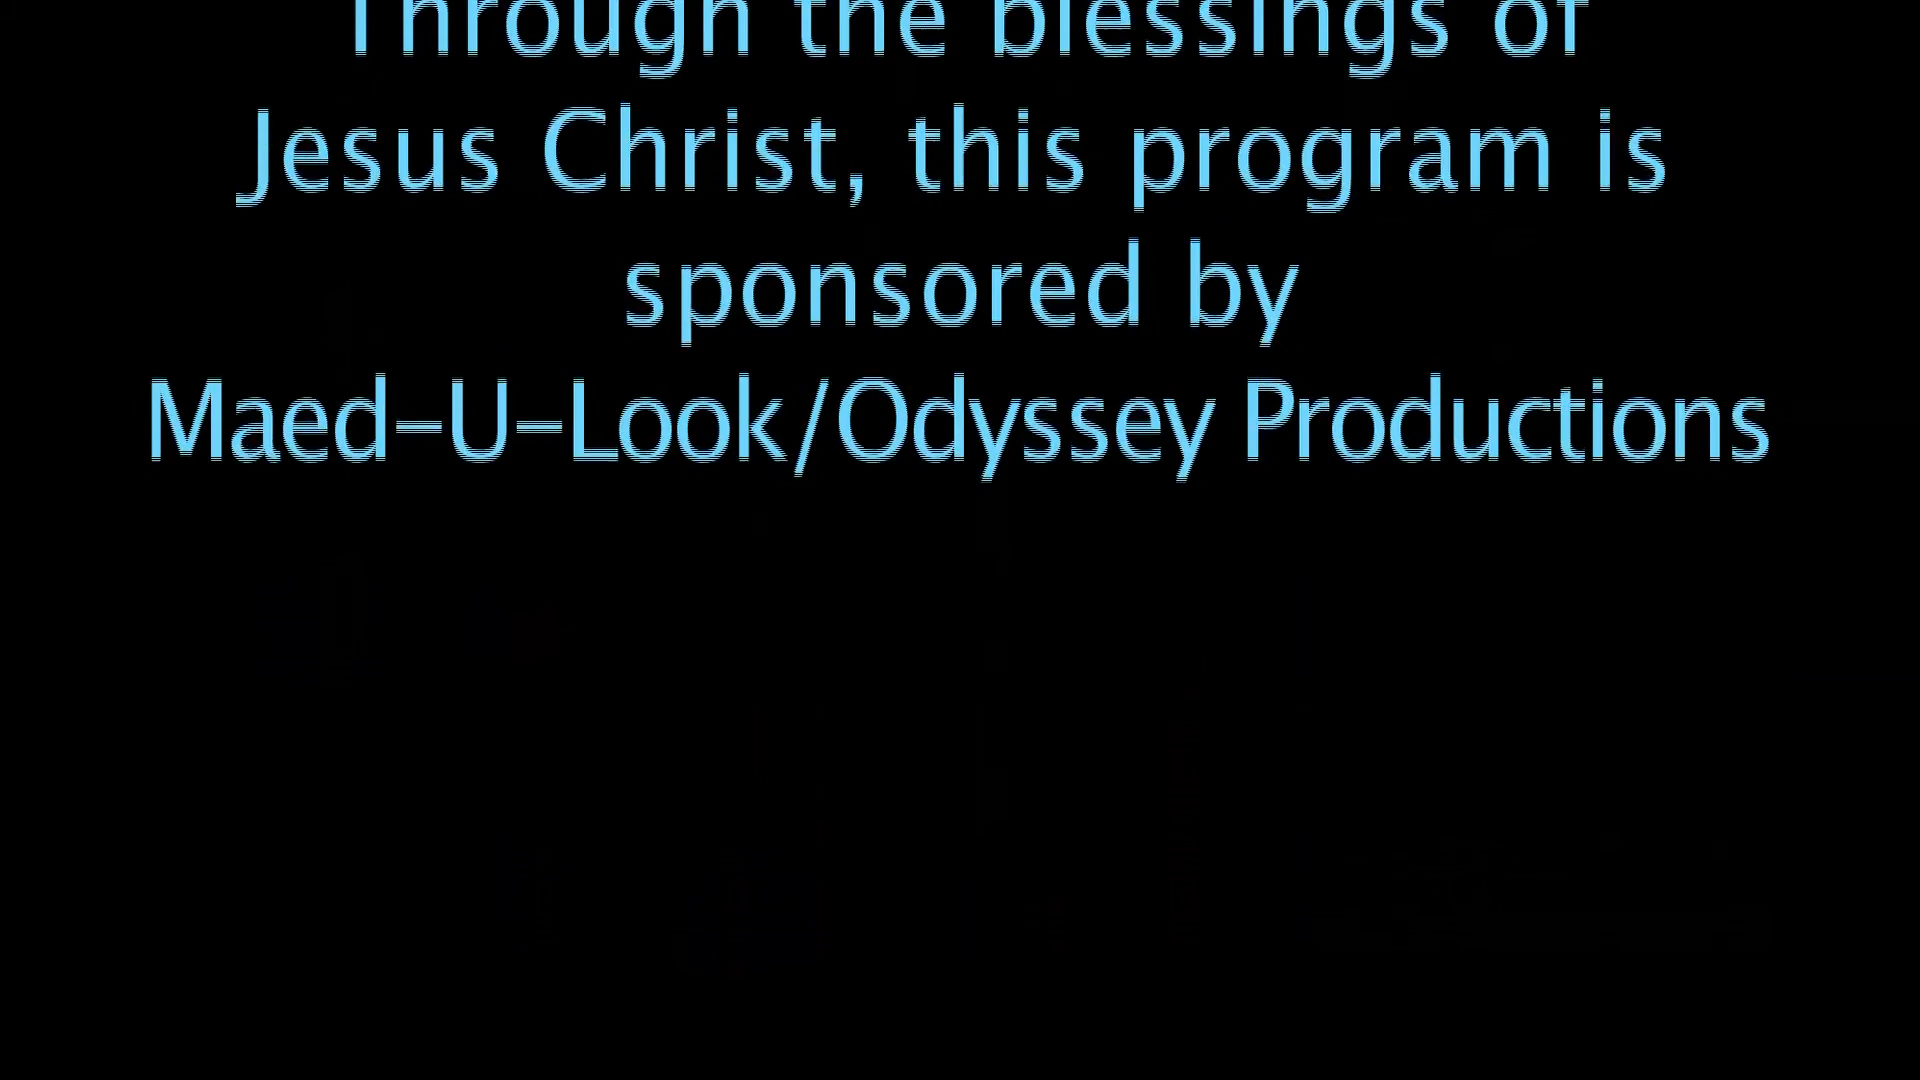 Through the blessings of
Jesus Christ, this program is
sponsored by
Maed-U-Look/Odyssey Productions